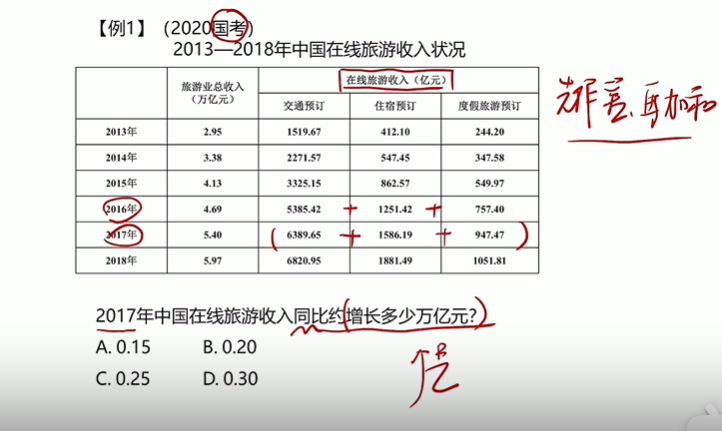 【例1】(2020国考)
2013—2018年中国在线旅游收入状况
旅游业总收入（万亿元） 在线旅游收入（亿元）
交通预订 住宿预订 度假旅游预订
2013年 2.95 1519.67 412.10 244.20
2014年 3.38 2271.57 547.45 347.58
2015年 4.13 3325.15 862.57 549.97
2016年 4.69 5385.42 + 1251.42 + 757.40
2017年 5.40 ( 6389.65 + 1586.19 + 947.47 )
2018年 5.97 6820.95 1881.49 1051.81
先作差、再加和
2017年中国在线旅游收入同比约(增长多少万亿元?)
A. 0.15 B. 0.20
C. 0.25 D. 0.30